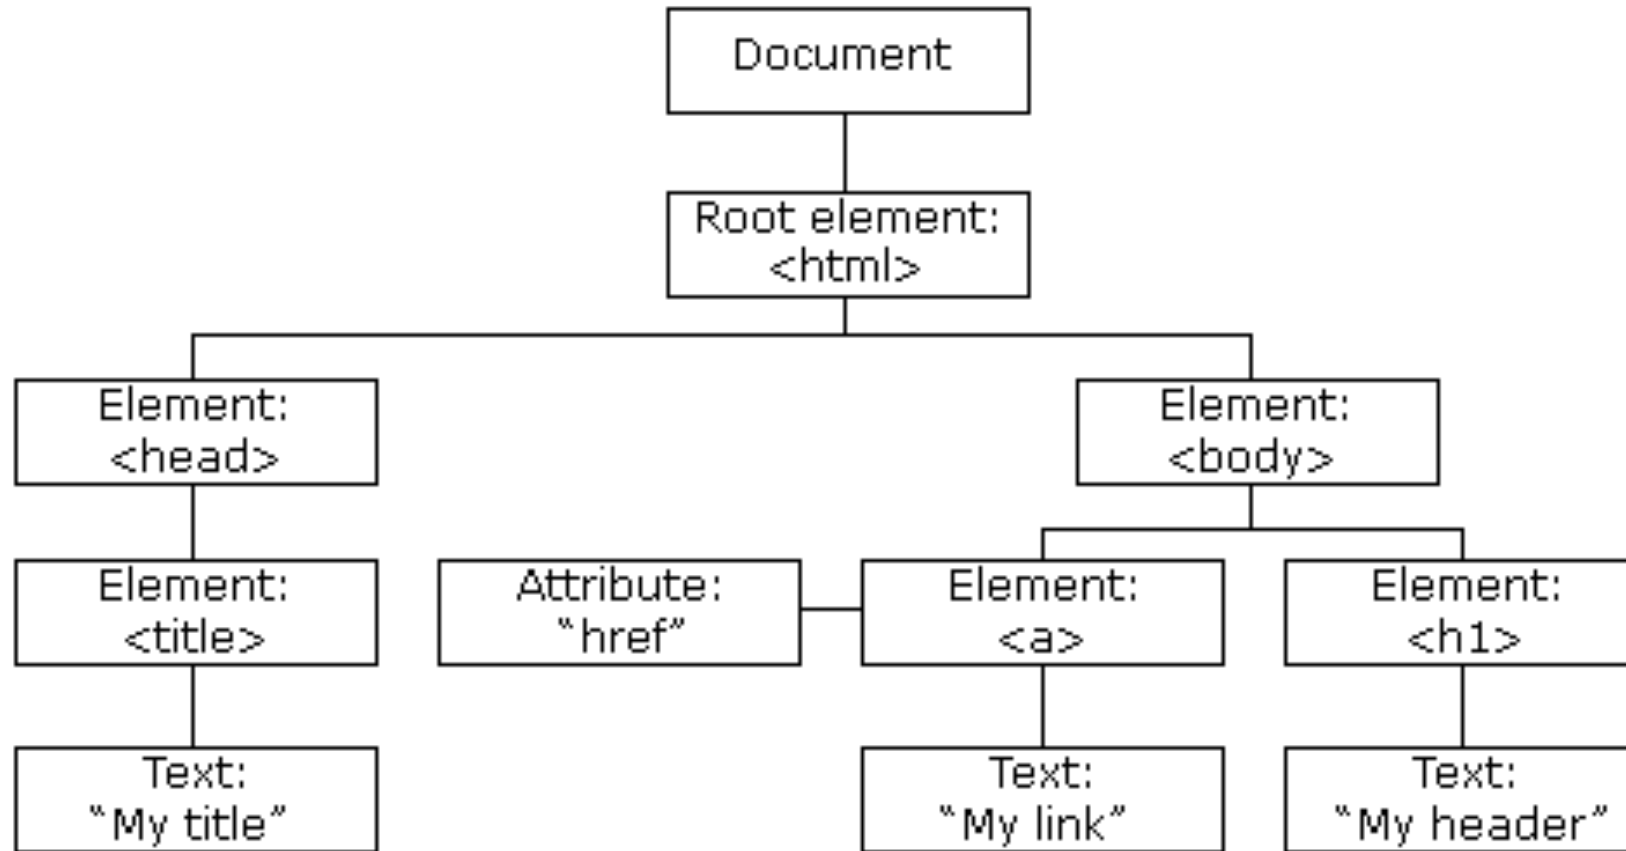 Document
Root element:
<html>
Element:
<head>
Element:
<body>
Element:
<title>
Attribute:
“href”
Element:
<a>
Element:
<h1>
Text:
“My title”
Text:
“My link”
Text:
“My header”